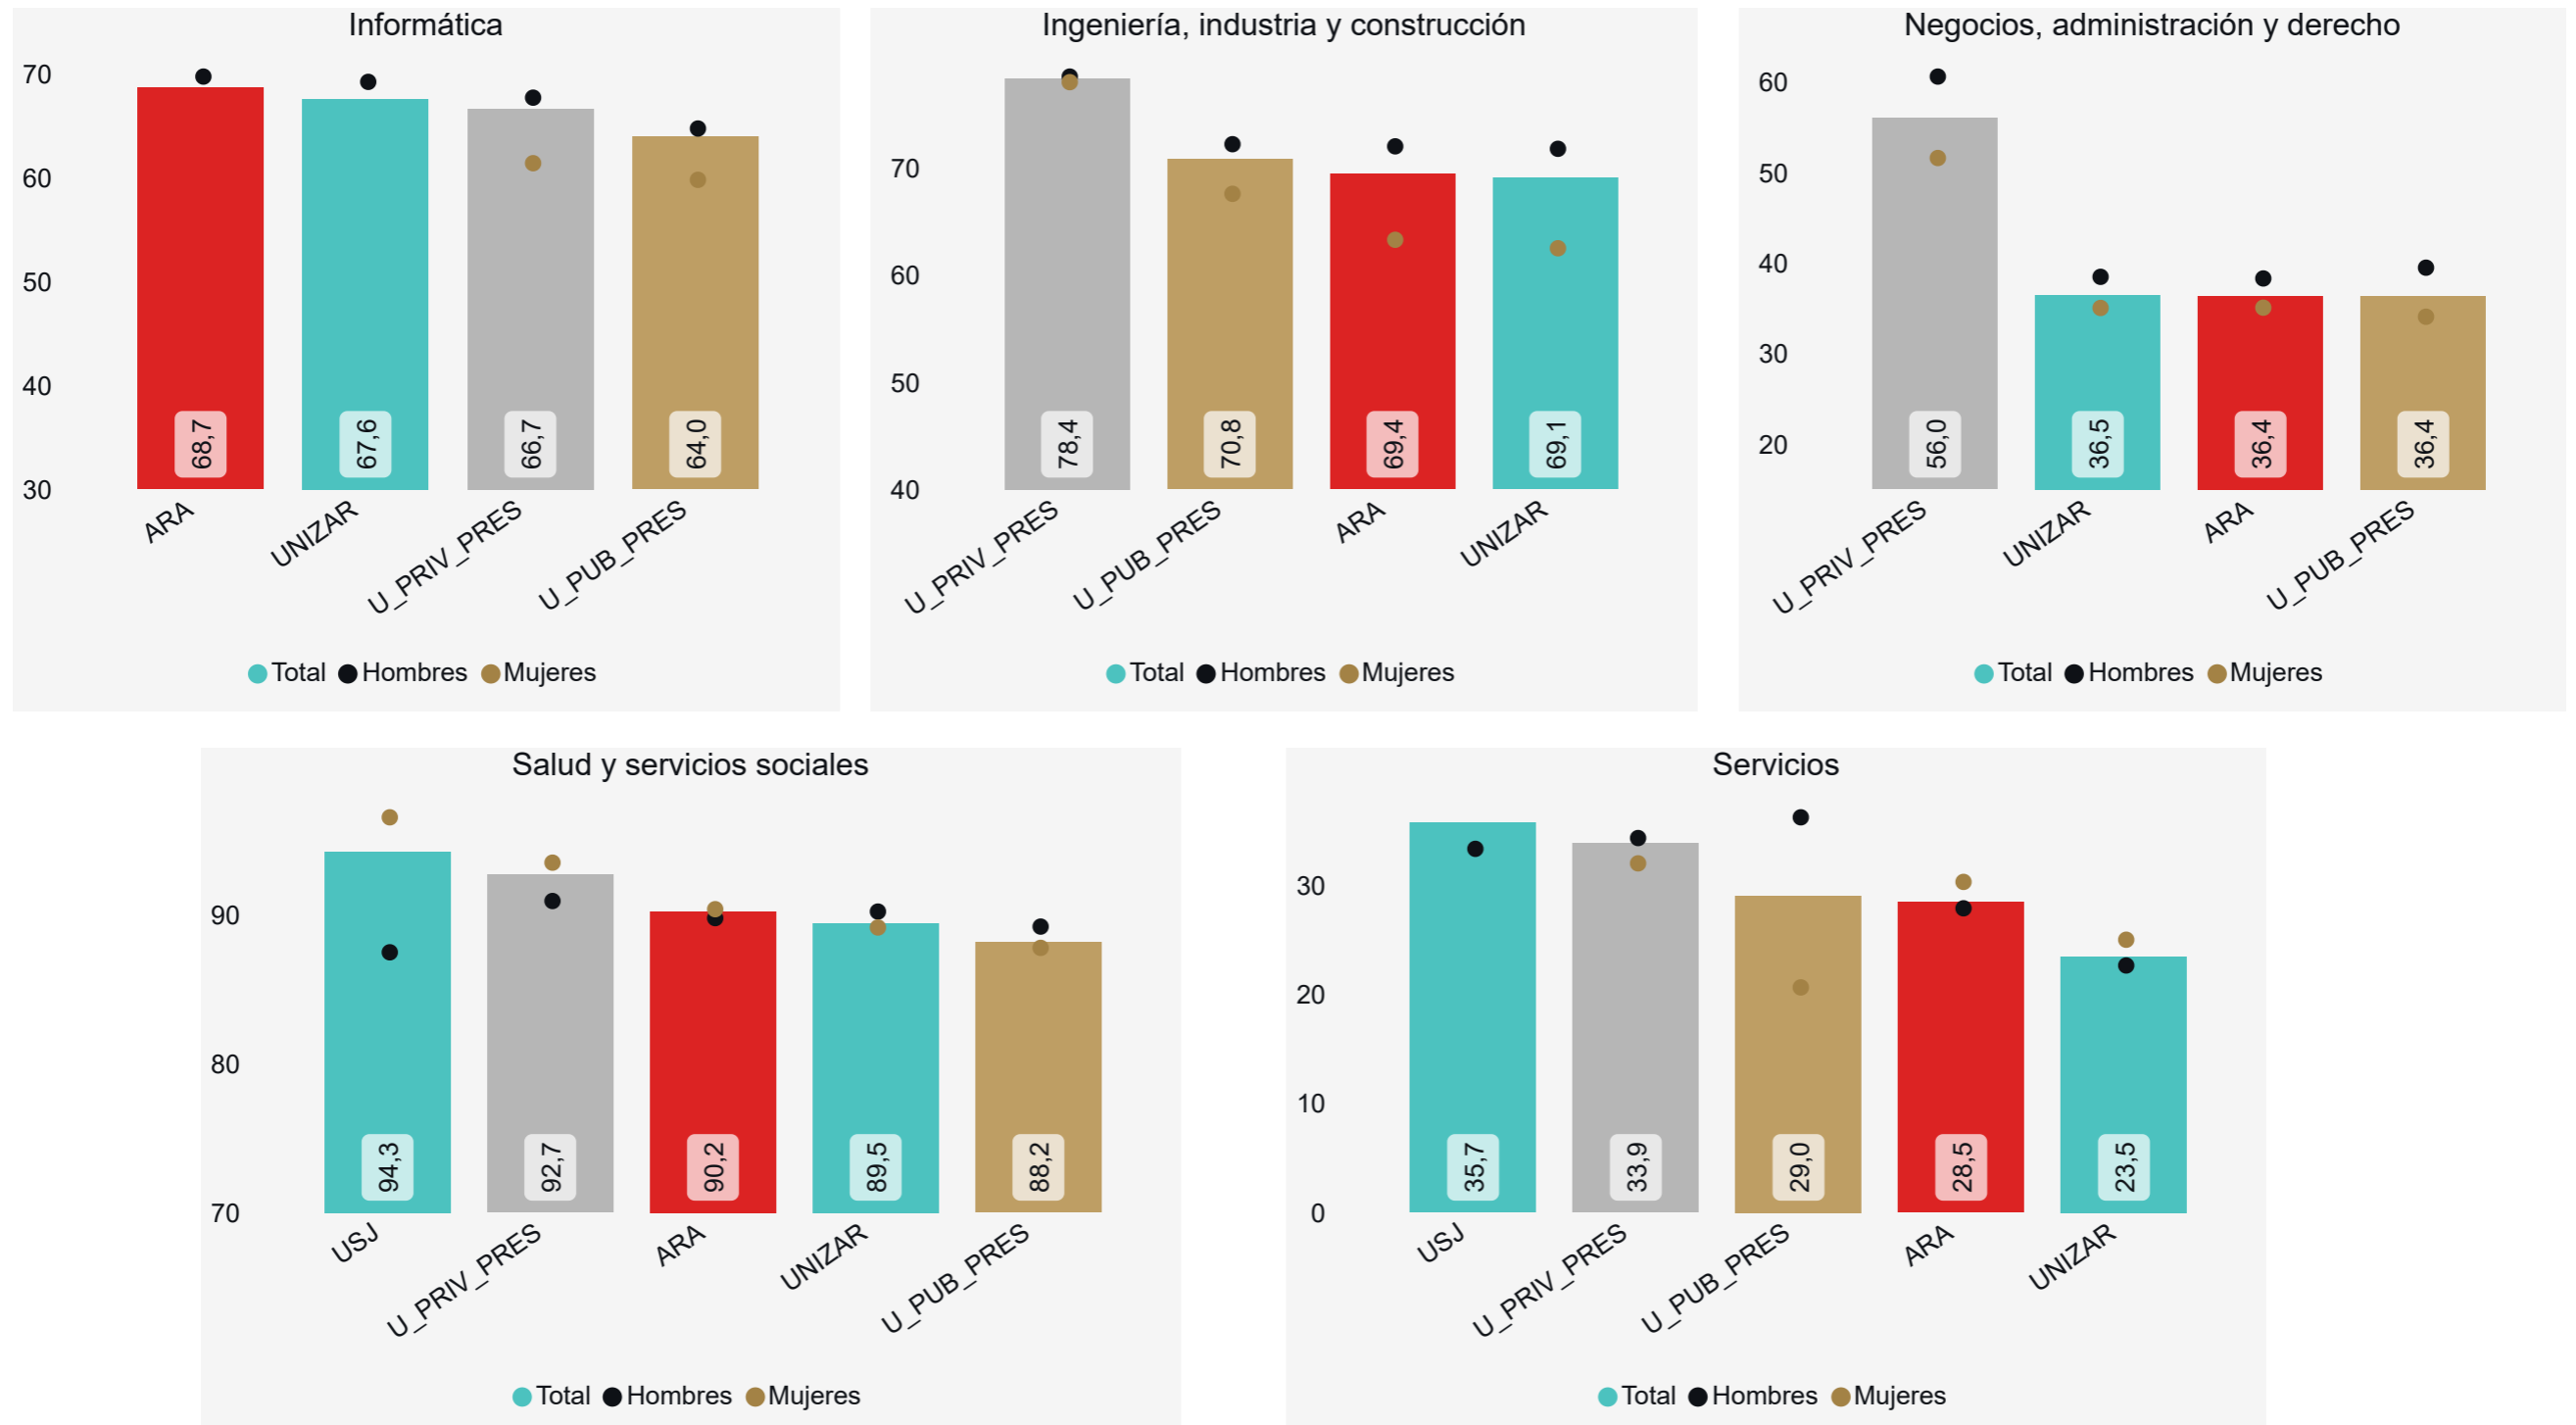 Informática
70
60
50
40
30
68,7
67,6
66,7
64,0
ARA
UNIZAR
U_PRIV_PRES
U_PUB_PRES
Total Hombres Mujeres
Ingeniería, industria y construcción
70
60
50
40
78,4
70,8
69,4
69,1
U_PRIV_PRES
U_PUB_PRES
ARA
UNIZAR
Total Hombres Mujeres
Negocios, administración y derecho
60
50
40
30
20
56,0
36,5
36,4
36,4
U_PRIV_PRES
UNIZAR
ARA
U_PUB_PRES
Total Hombres Mujeres
Salud y servicios sociales
90
80
70
94,3
92,7
90,2
89,5
88,2
USJ
U_PRIV_PRES
ARA
UNIZAR
U_PUB_PRES
Total Hombres Mujeres
Servicios
30
20
10
0
35,7
33,9
29,0
28,5
23,5
USJ
U_PRIV_PRES
U_PUB_PRES
ARA
UNIZAR
Total Hombres Mujeres